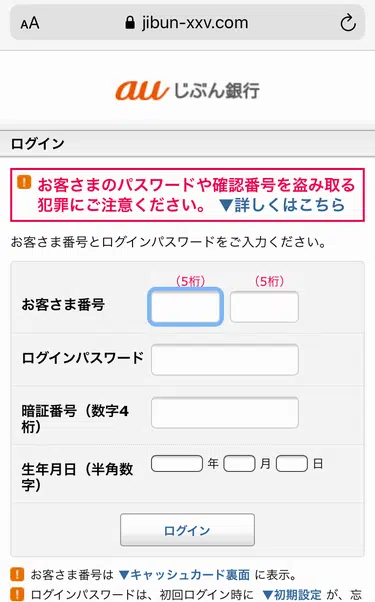 AA jibun-xxv.com
au じぶん銀行
ログイン
! お客さまのパスワードや確認番号を盗み取る
犯罪にご注意ください。 ▼詳しくはこちら
お客さま番号とログインパスワードをご入力ください。
(5桁) (5桁)
お客さま番号
ログインパスワード
暗証番号（数字4
桁）
生年月日（半角数
字） 年 月 日
ログイン
! お客さま番号は ▼キャッシュカード裏面 に表示。
! ログインパスワードは、初回ログイン時に ▼初期設定 が、忘